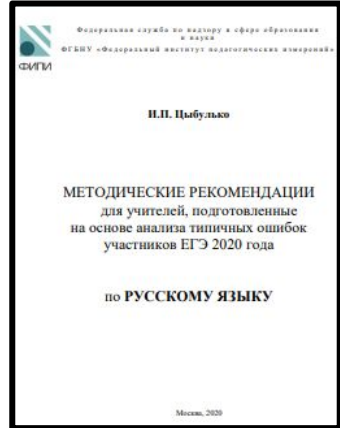 Федеральная служба по надзору в сфере образования
и науки
ФГБНУ «Федеральный институт педагогических измерений»
ФИПИ
И.П. Цыбулько
МЕТОДИЧЕСКИЕ РЕКОМЕНДАЦИИ
для учителей, подготовленные
на основе анализа типичных ошибок
участников ЕГЭ 2020 года
по РУССКОМУ ЯЗЫКУ
Москва, 2020